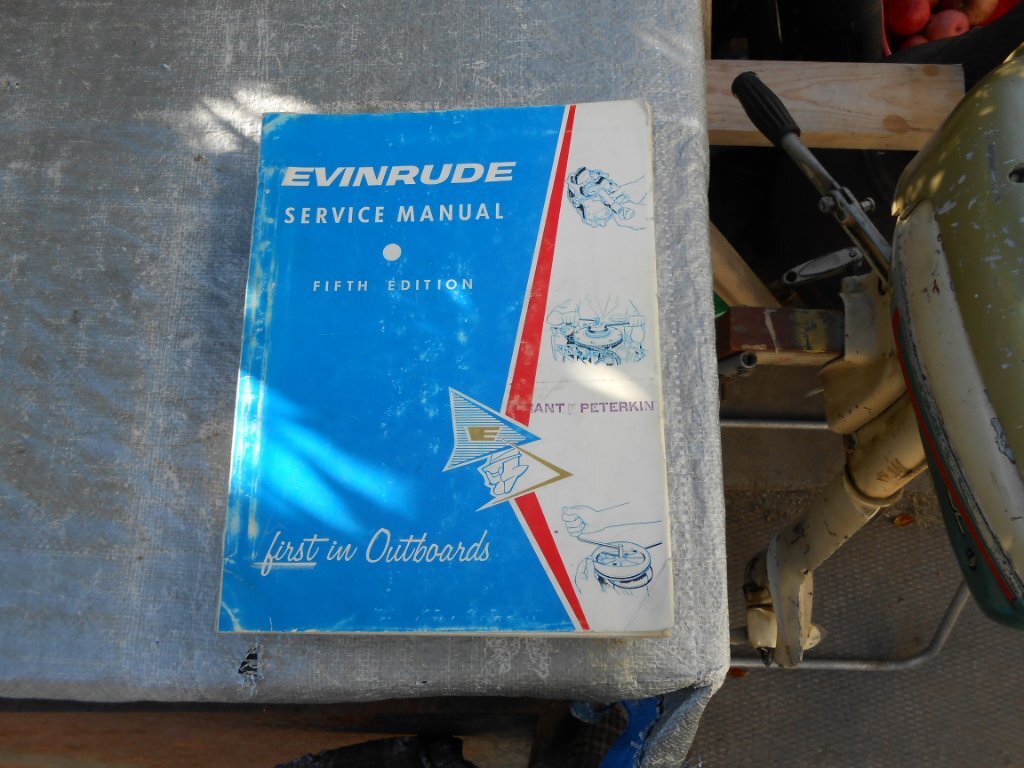 EVINRUDE
SERVICE MANUAL
FIFTH EDITION
PETERKIN
E
first in Outboards